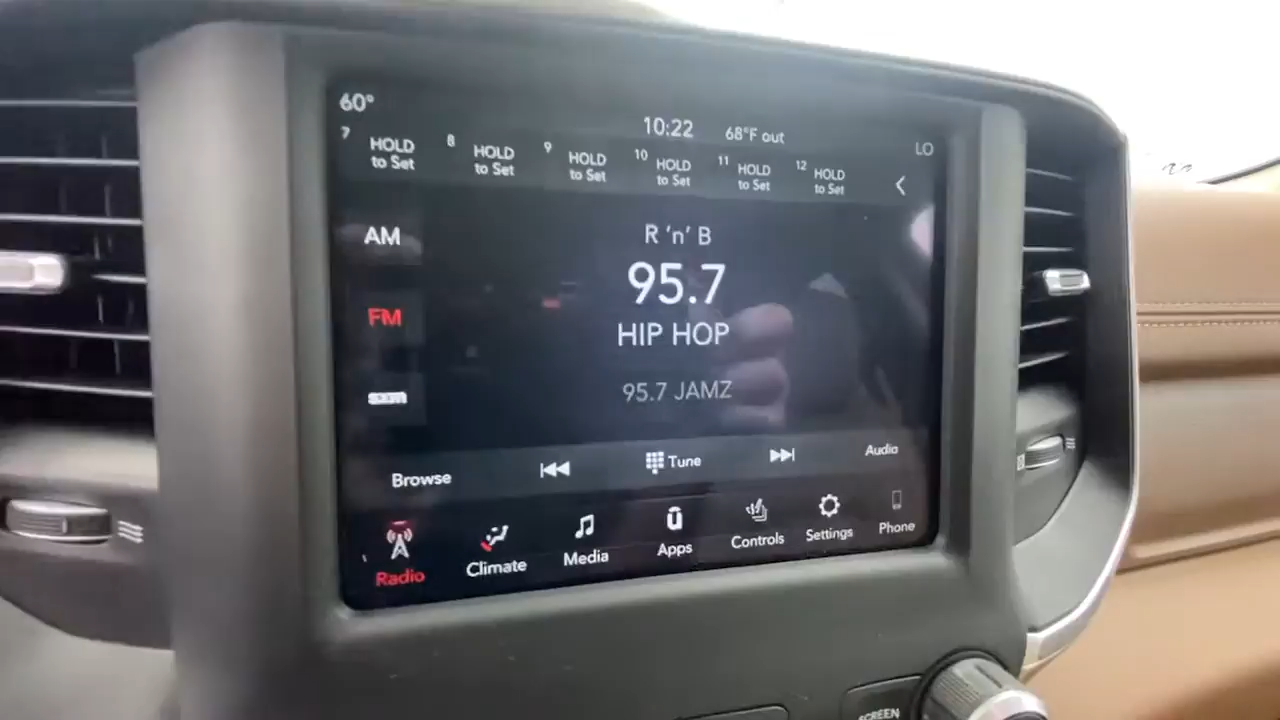 60°
10:22
68°F out
LO
7 HOLD to Set
8 HOLD to Set
9 HOLD to Set
10 HOLD to Set
11 HOLD to Set
12 HOLD to Set
AM
R 'n' B
95.7
FM
HIP HOP
95.7 JAMZ
sxm
Browse
Tune
Audio
Radio
Climate
Media
Apps
Controls
Settings
Phone
SCREEN